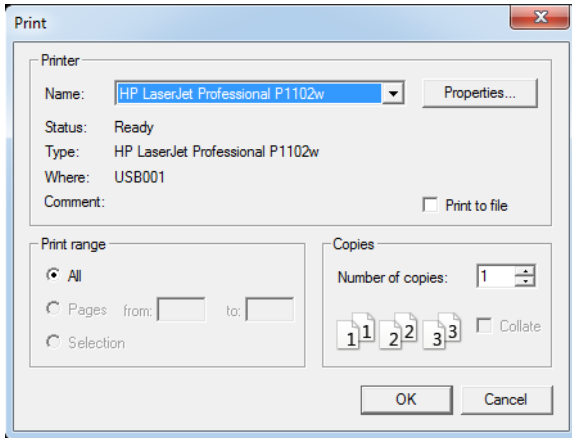 Print
Printer
Name: HP LaserJet Professional P1102w Properties...
Status: Ready
Type: HP LaserJet Professional P1102w
Where: USB001
Comment: Print to file
Print range
All
Pages from: to:
Selection
Copies
Number of copies: 1
1 1 2 2 3 3 Collate
OK Cancel